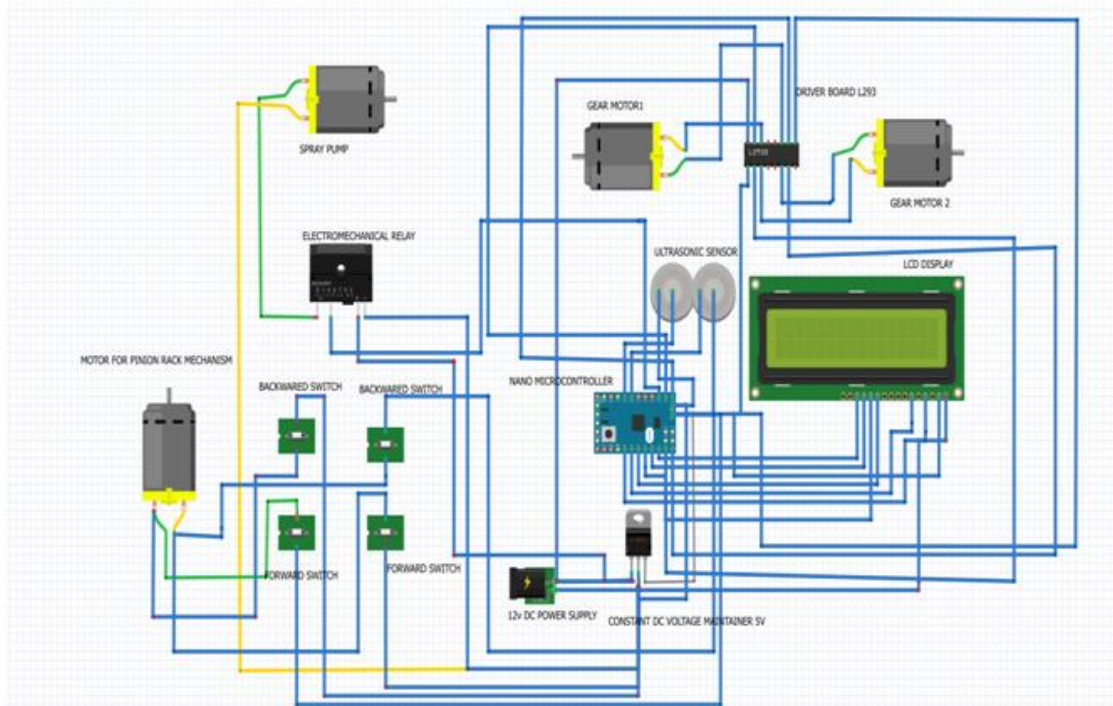 DRIVER BOARD L293
GEAR MOTOR1
SPRAY PUMP
GEAR MOTOR 2
ELECTROMECHANICAL RELAY
ULTRASONIC SENSOR
LCD DISPLAY
MOTOR FOR PINION RACK MECHANISM
NANO MICROCONTROLLER
BACKWARED SWITCH
BACKWARED SWITCH
FORWARD SWITCH
FORWARD SWITCH
12v DC POWER SUPPLY
CONSTANT DC VOLTAGE MAINTAINER 5V